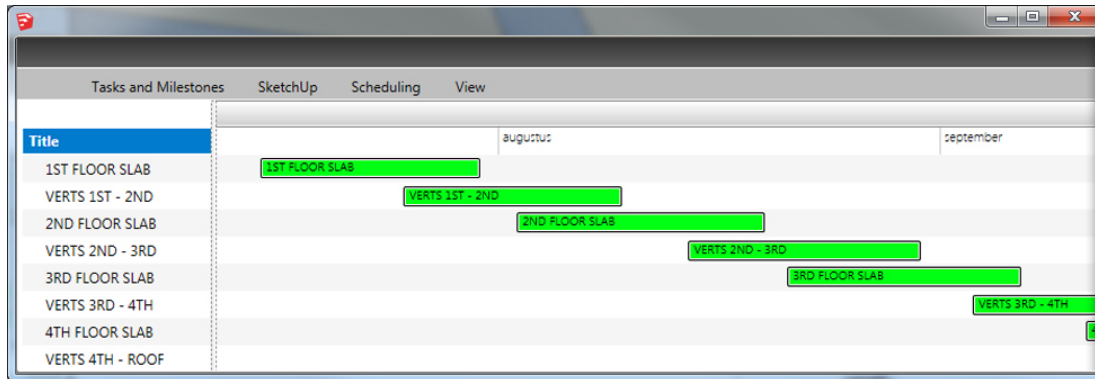 Tasks and Milestones SketchUp Scheduling View
Title augustus september
1ST FLOOR SLAB 1ST FLOOR SLAB
VERTS 1ST - 2ND VERTS 1ST - 2ND
2ND FLOOR SLAB 2ND FLOOR SLAB
VERTS 2ND - 3RD VERTS 2ND - 3RD
3RD FLOOR SLAB 3RD FLOOR SLAB
VERTS 3RD - 4TH VERTS 3RD - 4TH
4TH FLOOR SLAB
VERTS 4TH - ROOF